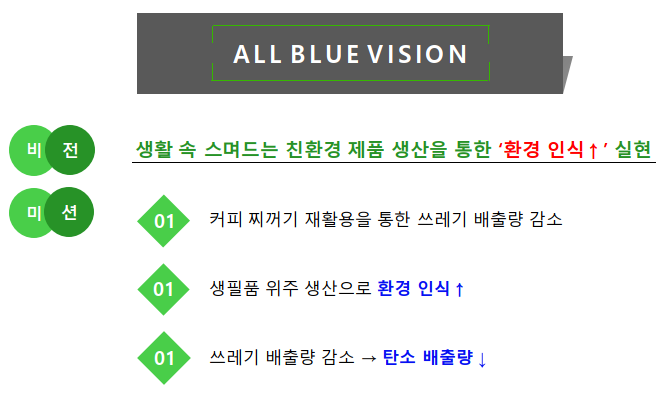 ALL BLUE VISION
비 전
생활 속 스며드는 친환경 제품 생산을 통한 ‘환경 인식↑’ 실현
미 션
01 커피 찌꺼기 재활용을 통한 쓰레기 배출량 감소
01 생필품 위주 생산으로 환경 인식↑
01 쓰레기 배출량 감소 → 탄소 배출량↓